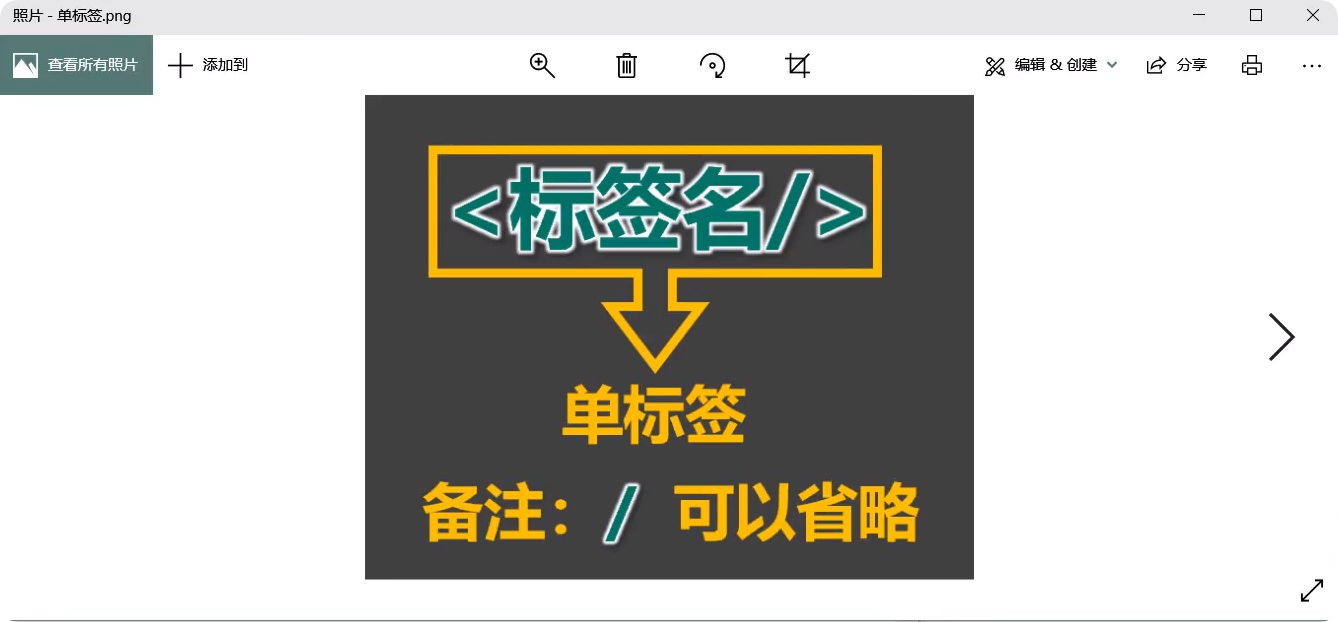 照片 - 单标签.png
查看所有照片 添加到 编辑 & 创建 分享
<标签名/>
单标签
备注： / 可以省略